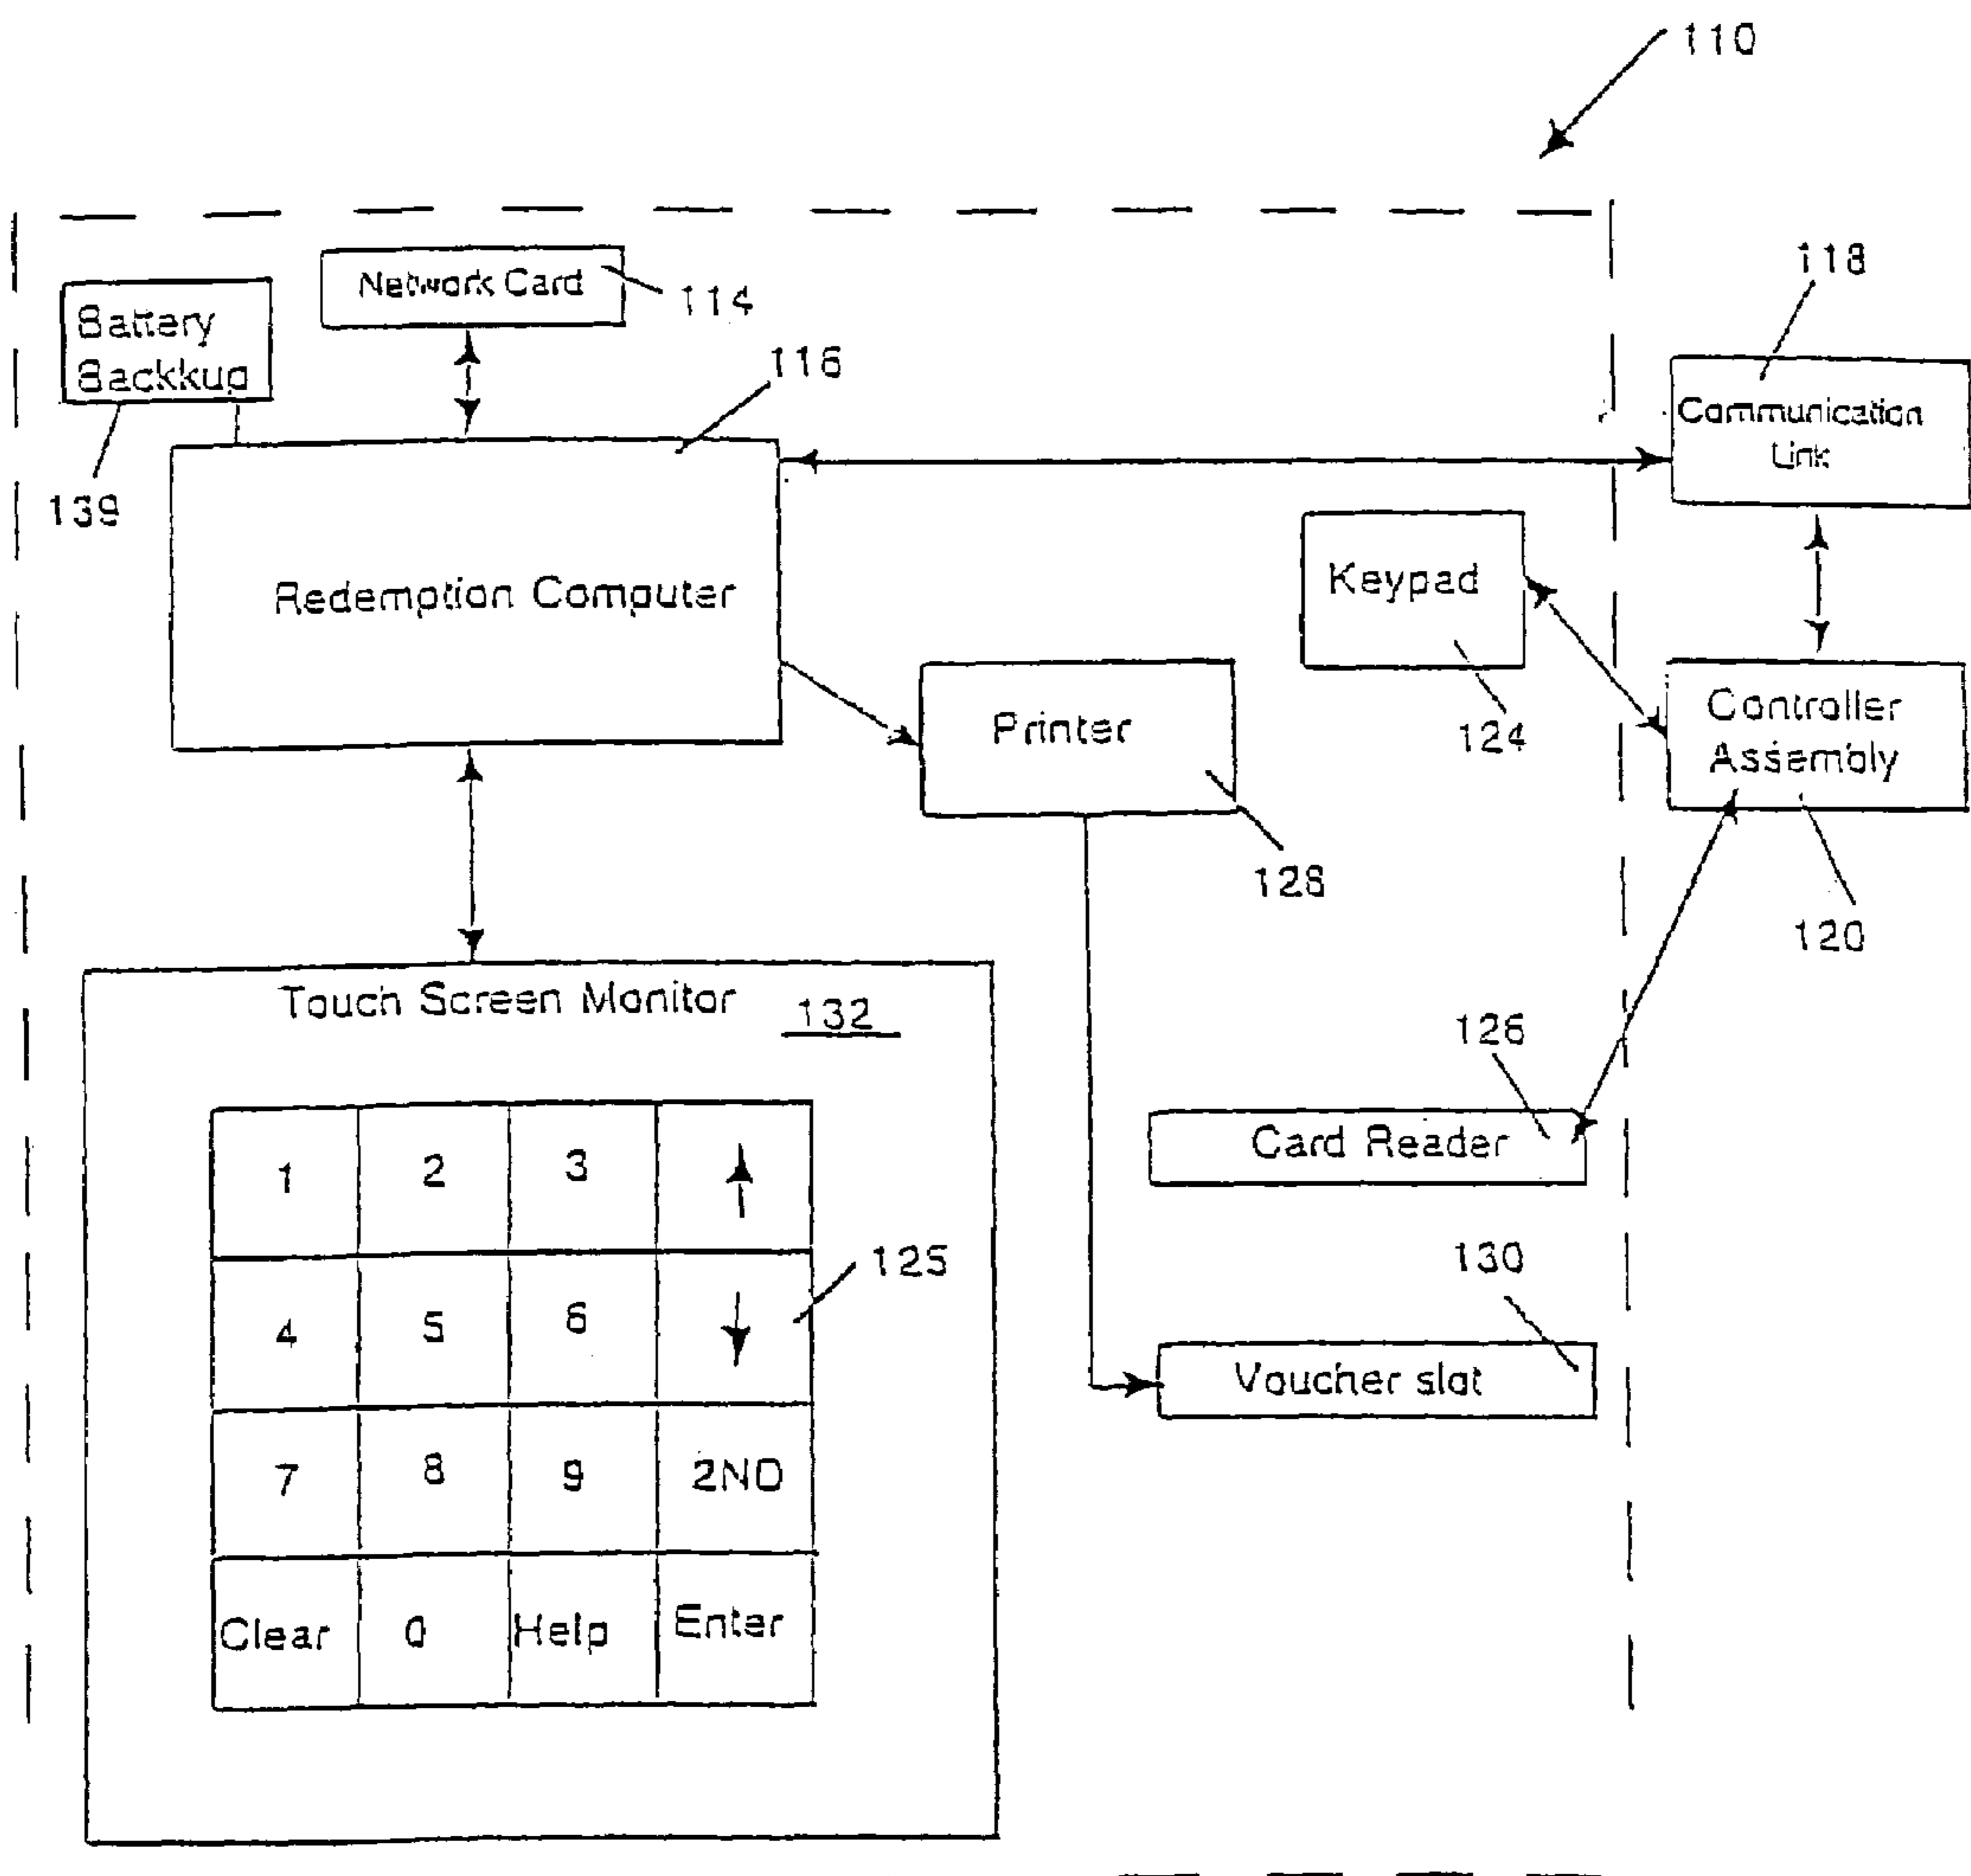 110
Network Card
114
Battery
Backkup
139
116
118
Communication
Link
Redemption Computer
Keypad
124
Printer
128
Controller
Assembly
120
Touch Screen Monitor 132
1 2 3 ↑
4 5 6 ↓
7 8 9 2ND
Clear 0 Help Enter
125
126
Card Reader
130
Voucher slot